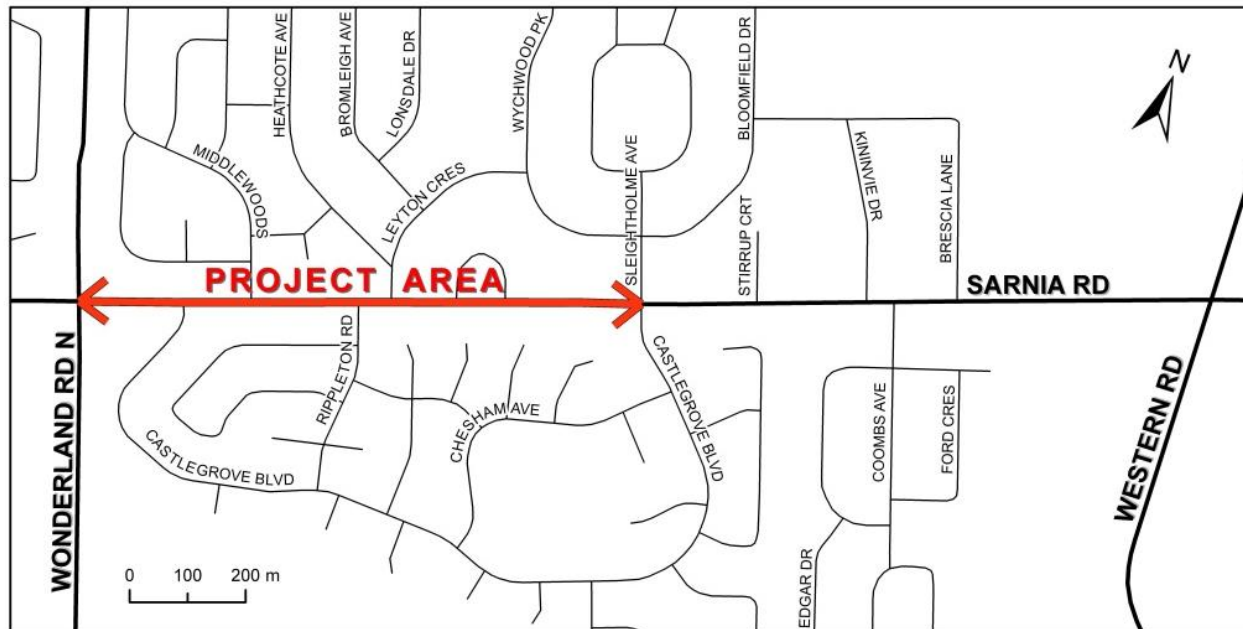 HEATHCOTE AVE
BROMLEIGH AVE
LONSDALE DR
WYCHWOOD PK
BLOOMFIELD DR
N
MIDDLEWOODS
LEYTON CRES
SLEIGHTHOLME AVE
STIRRUP CRT
KININVIE DR
BRESCIA LANE
PROJECT AREA
SARNIA RD
WONDERLAND RD N
RIPPLETON RD
CASTLEGROVE BLVD
CHESHAM AVE
CASTLEGROVE BLVD
COOMBS AVE
FORD CRES
WESTERN RD
EDGAR DR
0 100 200 m